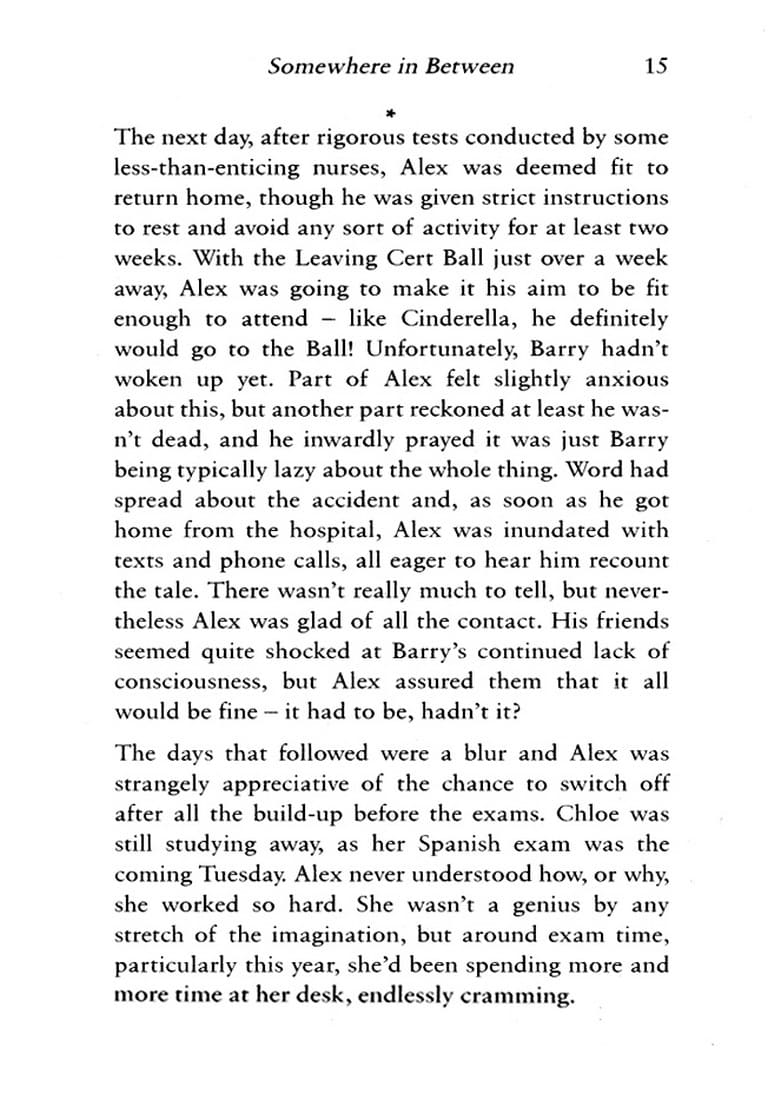 Somewhere in Between 15
*
The next day, after rigorous tests conducted by some
less-than-enticing nurses, Alex was deemed fit to
return home, though he was given strict instructions
to rest and avoid any sort of activity for at least two
weeks. With the Leaving Cert Ball just over a week
away, Alex was going to make it his aim to be fit
enough to attend – like Cinderella, he definitely
would go to the Ball! Unfortunately, Barry hadn't
woken up yet. Part of Alex felt slightly anxious
about this, but another part reckoned at least he was-
n't dead, and he inwardly prayed it was just Barry
being typically lazy about the whole thing. Word had
spread about the accident and, as soon as he got
home from the hospital, Alex was inundated with
texts and phone calls, all eager to hear him recount
the tale. There wasn't really much to tell, but never-
theless Alex was glad of all the contact. His friends
seemed quite shocked at Barry's continued lack of
consciousness, but Alex assured them that it all
would be fine – it had to be, hadn't it?
The days that followed were a blur and Alex was
strangely appreciative of the chance to switch off
after all the build-up before the exams. Chloe was
still studying away, as her Spanish exam was the
coming Tuesday. Alex never understood how, or why,
she worked so hard. She wasn't a genius by any
stretch of the imagination, but around exam time,
particularly this year, she'd been spending more and
more time at her desk, endlessly cramming.